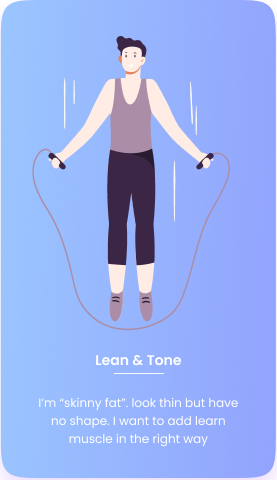 Lean & Tone
I'm "skinny fat". look thin but have
no shape. I want to add learn
muscle in the right way